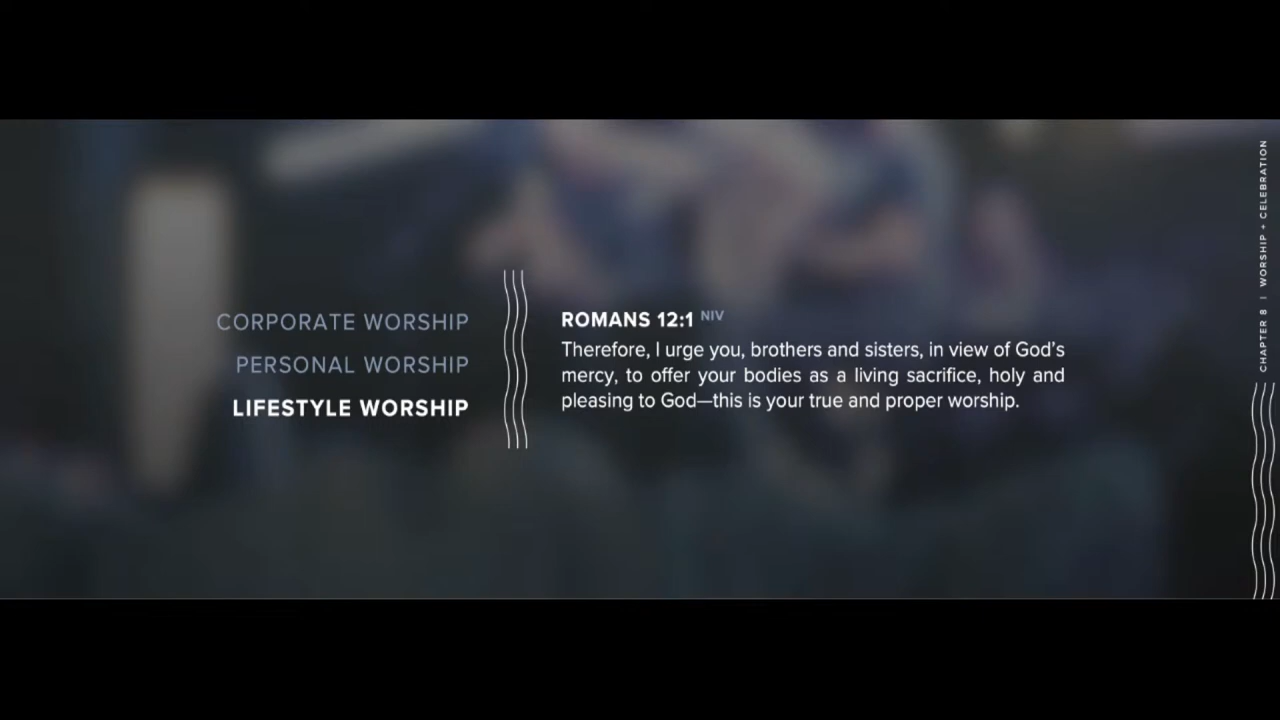 CORPORATE WORSHIP
PERSONAL WORSHIP
LIFESTYLE WORSHIP
ROMANS 12:1 NIV
Therefore, I urge you, brothers and sisters, in view of God's
mercy, to offer your bodies as a living sacrifice, holy and
pleasing to God—this is your true and proper worship.
CHAPTER 8 | WORSHIP + CELEBRATION